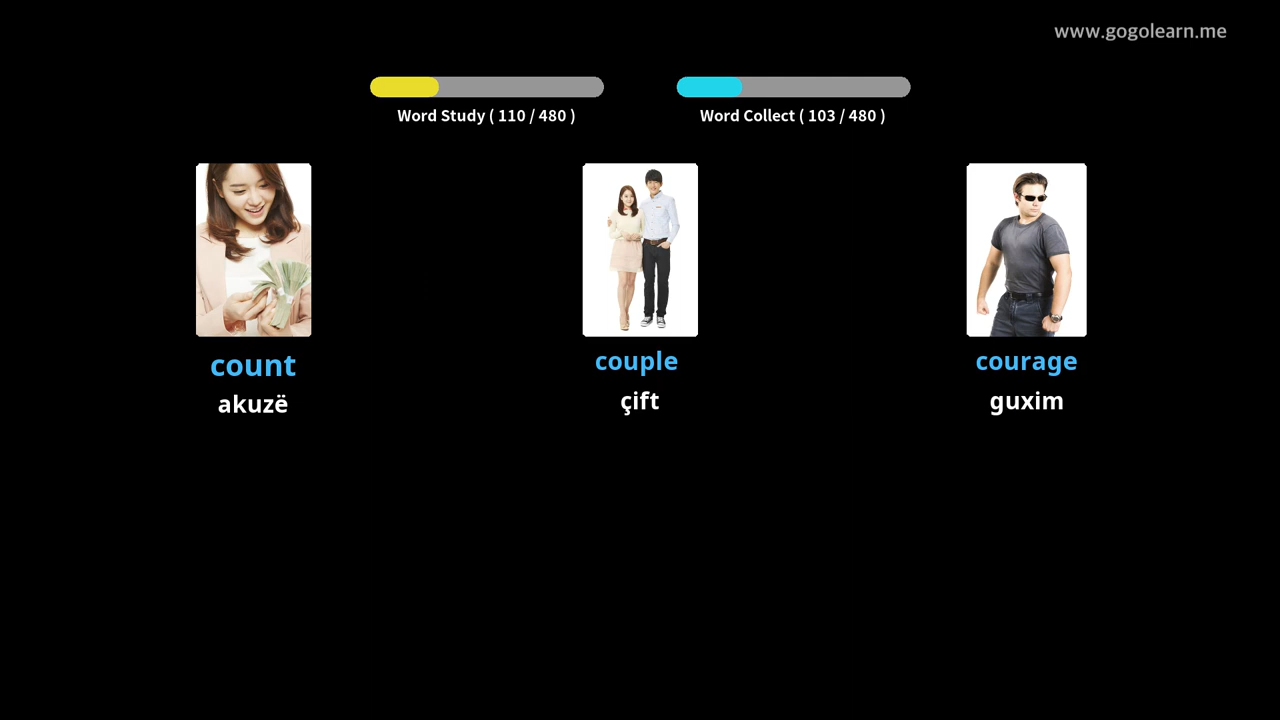 www.gogolearn.me
Word Study ( 110 / 480 )
Word Collect ( 103 / 480 )
count
couple
courage
akuzë
çift
guxim